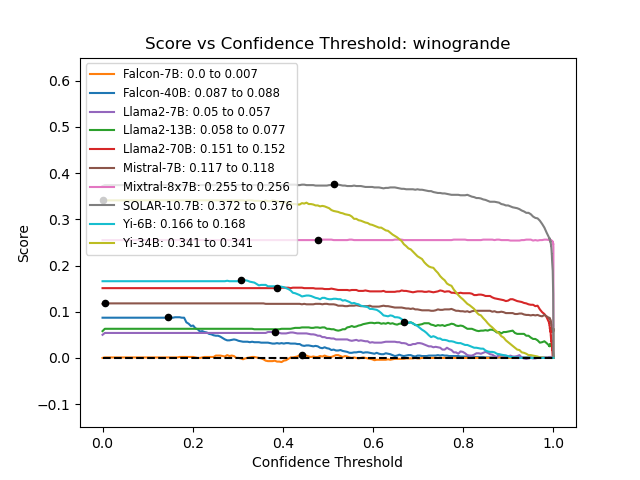 Score vs Confidence Threshold: winogrande
Falcon-7B: 0.0 to 0.007
Falcon-40B: 0.087 to 0.088
Llama2-7B: 0.05 to 0.057
Llama2-13B: 0.058 to 0.077
Llama2-70B: 0.151 to 0.152
Mistral-7B: 0.117 to 0.118
Mixtral-8x7B: 0.255 to 0.256
SOLAR-10.7B: 0.372 to 0.376
Yi-6B: 0.166 to 0.168
Yi-34B: 0.341 to 0.341
0.6
0.5
0.4
0.3
0.2
0.1
0.0
−0.1
Score
0.0 0.2 0.4 0.6 0.8 1.0
Confidence Threshold